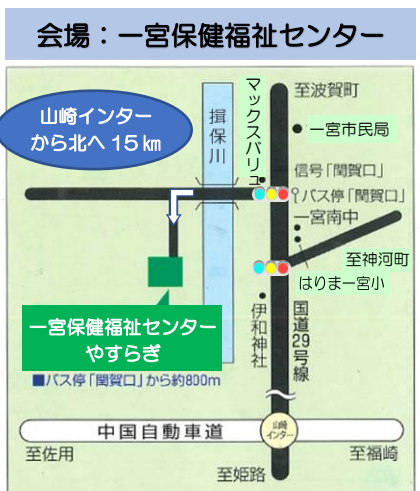 会場：一宮保健福祉センター
山崎インター
から北へ 15㎞
マックスバリュ
揖保川
至波賀町
一宮市民局
信号「閏賀口」
バス停「閏賀口」
一宮南中
至神河町
はりま一宮小
伊和神社
国道29号線
一宮保健福祉センター
やすらぎ
■バス停「閏賀口」から約800m
中国自動車道
山崎
インター
至佐用
至福崎
至姫路